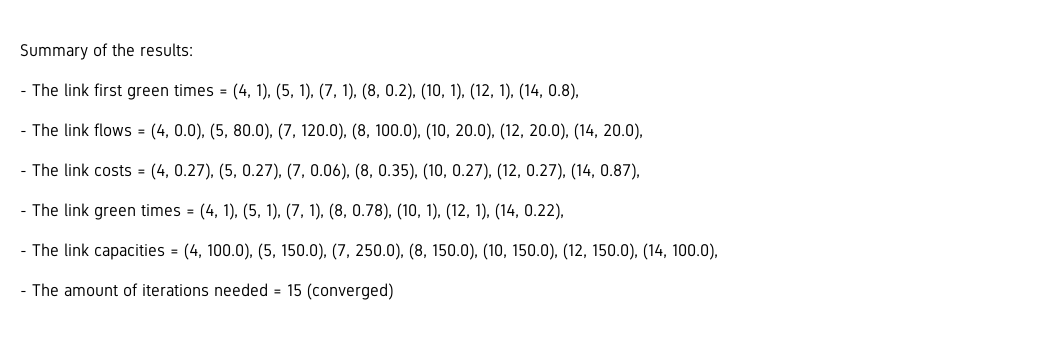 Summary of the results:
- The link first green times = (4, 1), (5, 1), (7, 1), (8, 0.2), (10, 1), (12, 1), (14, 0.8),
- The link flows = (4, 0.0), (5, 80.0), (7, 120.0), (8, 100.0), (10, 20.0), (12, 20.0), (14, 20.0),
- The link costs = (4, 0.27), (5, 0.27), (7, 0.06), (8, 0.35), (10, 0.27), (12, 0.27), (14, 0.87),
- The link green times = (4, 1), (5, 1), (7, 1), (8, 0.78), (10, 1), (12, 1), (14, 0.22),
- The link capacities = (4, 100.0), (5, 150.0), (7, 250.0), (8, 150.0), (10, 150.0), (12, 150.0), (14, 100.0),
- The amount of iterations needed = 15 (converged)